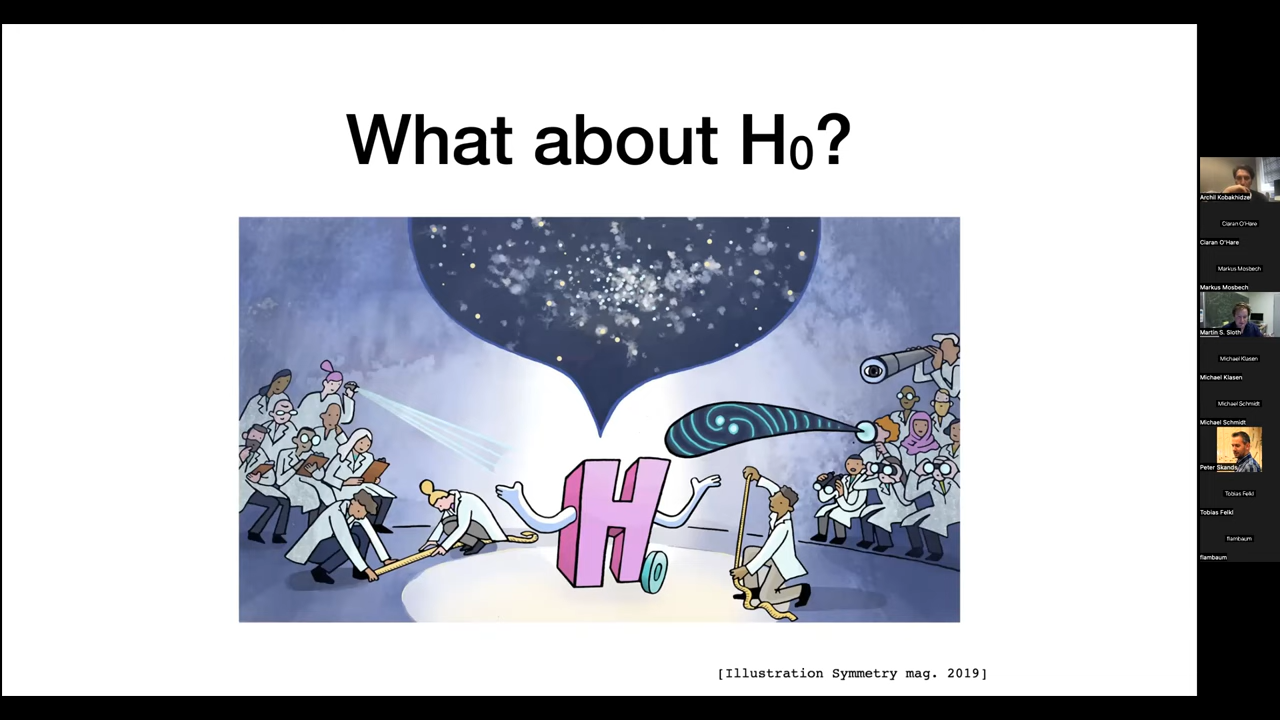 What about H₀?
H0
[Illustration Symmetry mag. 2019]
Archil Kobakhidze
Ciaran O'Hare
Ciaran O'Hare
Markus Mosbech
Markus Mosbech
Martin S. Sloth
Michael Klasen
Michael Klasen
Michael Schmidt
Michael Schmidt
Peter Skands
Tobias Felkl
Tobias Felkl
flambaum
flambaum